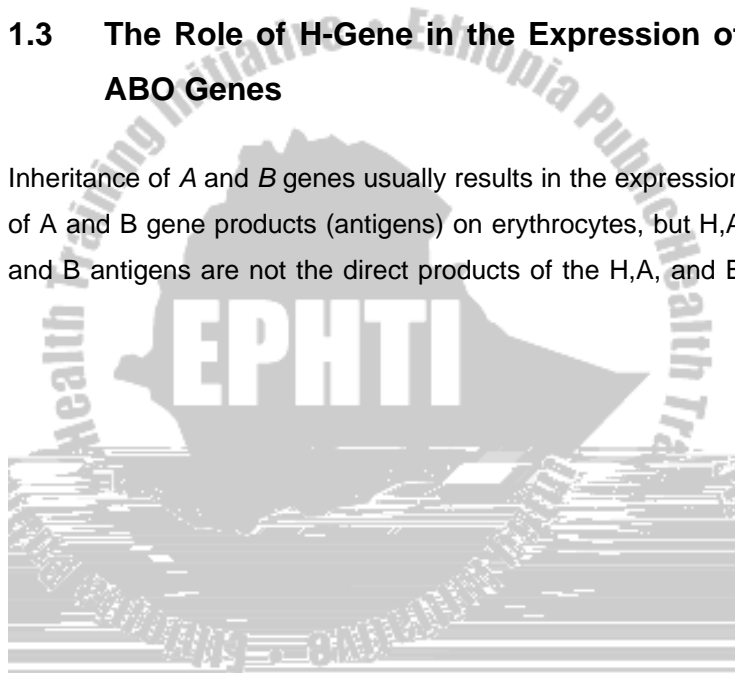 1.3 The Role of H-Gene in the Expression of
ABO Genes
Inheritance of A and B genes usually results in the expression
of A and B gene products (antigens) on erythrocytes, but H,A
and B antigens are not the direct products of the H,A, and B
EPHTI